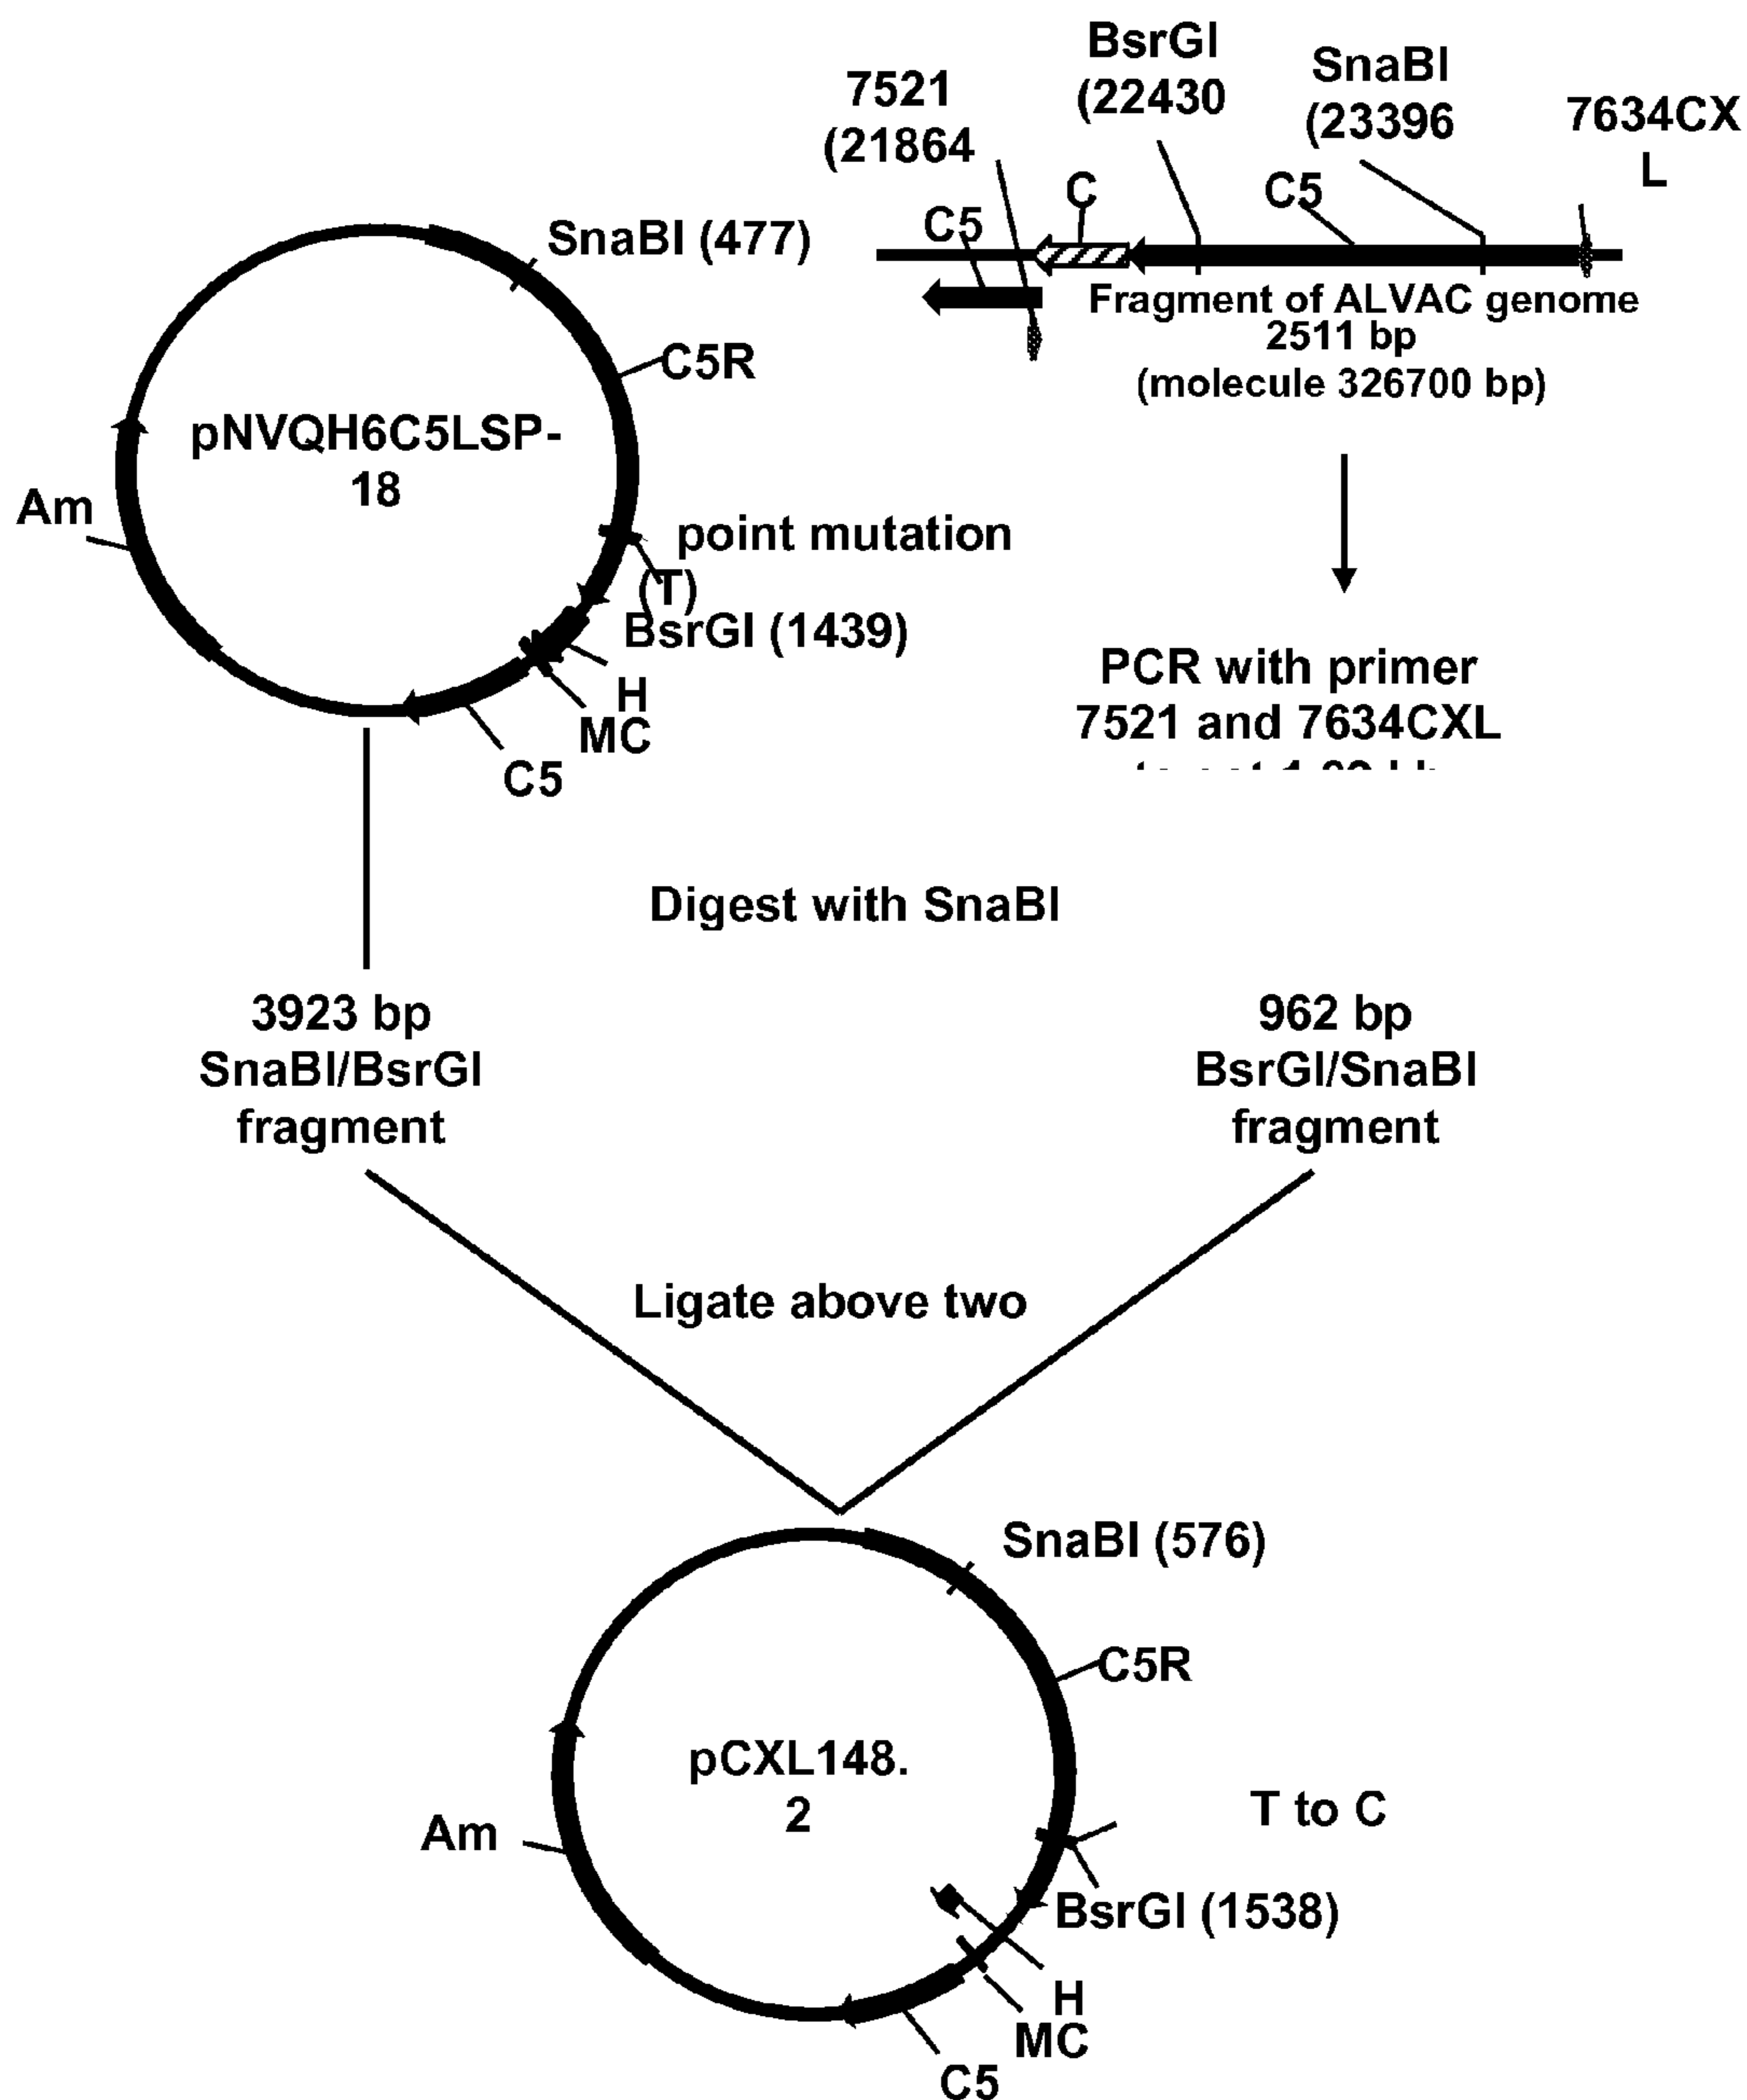 BsrGI
(22430
SnaBI
(23396
7521
(21864
7634CX
L
C
C5
C5
Fragment of ALVAC genome
2511 bp
(molecule 326700 bp)
SnaBI (477)
C5R
pNVQH6C5LSP-
18
Am
point mutation
(T)
BsrGI (1439)
H
MC
C5
PCR with primer
7521 and 7634CXL
Digest with SnaBI
3923 bp
SnaBI/BsrGI
fragment
962 bp
BsrGI/SnaBI
fragment
Ligate above two
SnaBI (576)
C5R
pCXL148.
2
Am
T to C
BsrGI (1538)
H
MC
C5